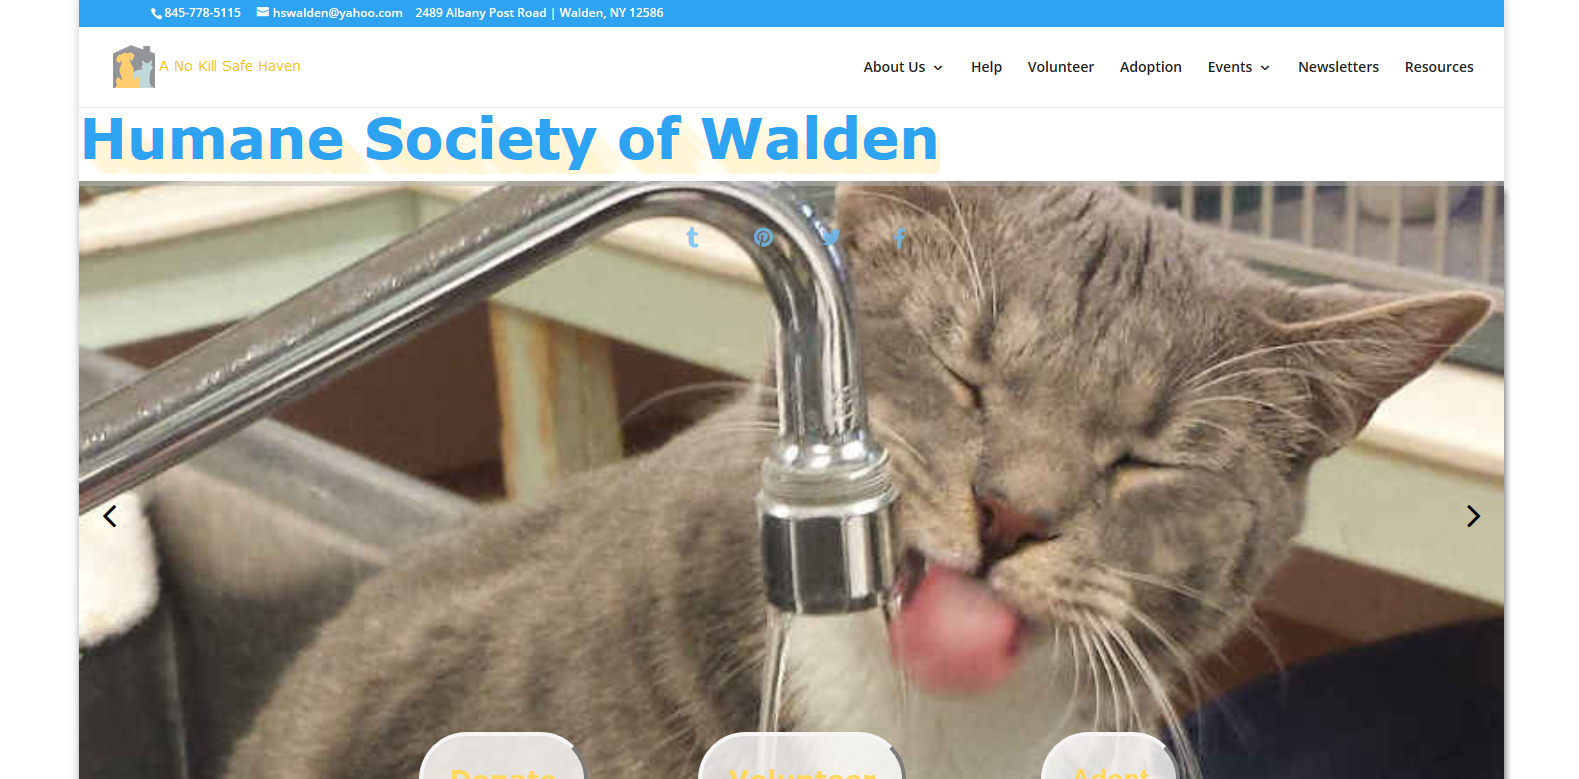 845-778-5115 hswalden@yahoo.com 2489 Albany Post Road | Walden, NY 12586
A No Kill Safe Haven
About Us Help Volunteer Adoption Events Newsletters Resources
Humane Society of Walden
Donate Volunteer Adopt